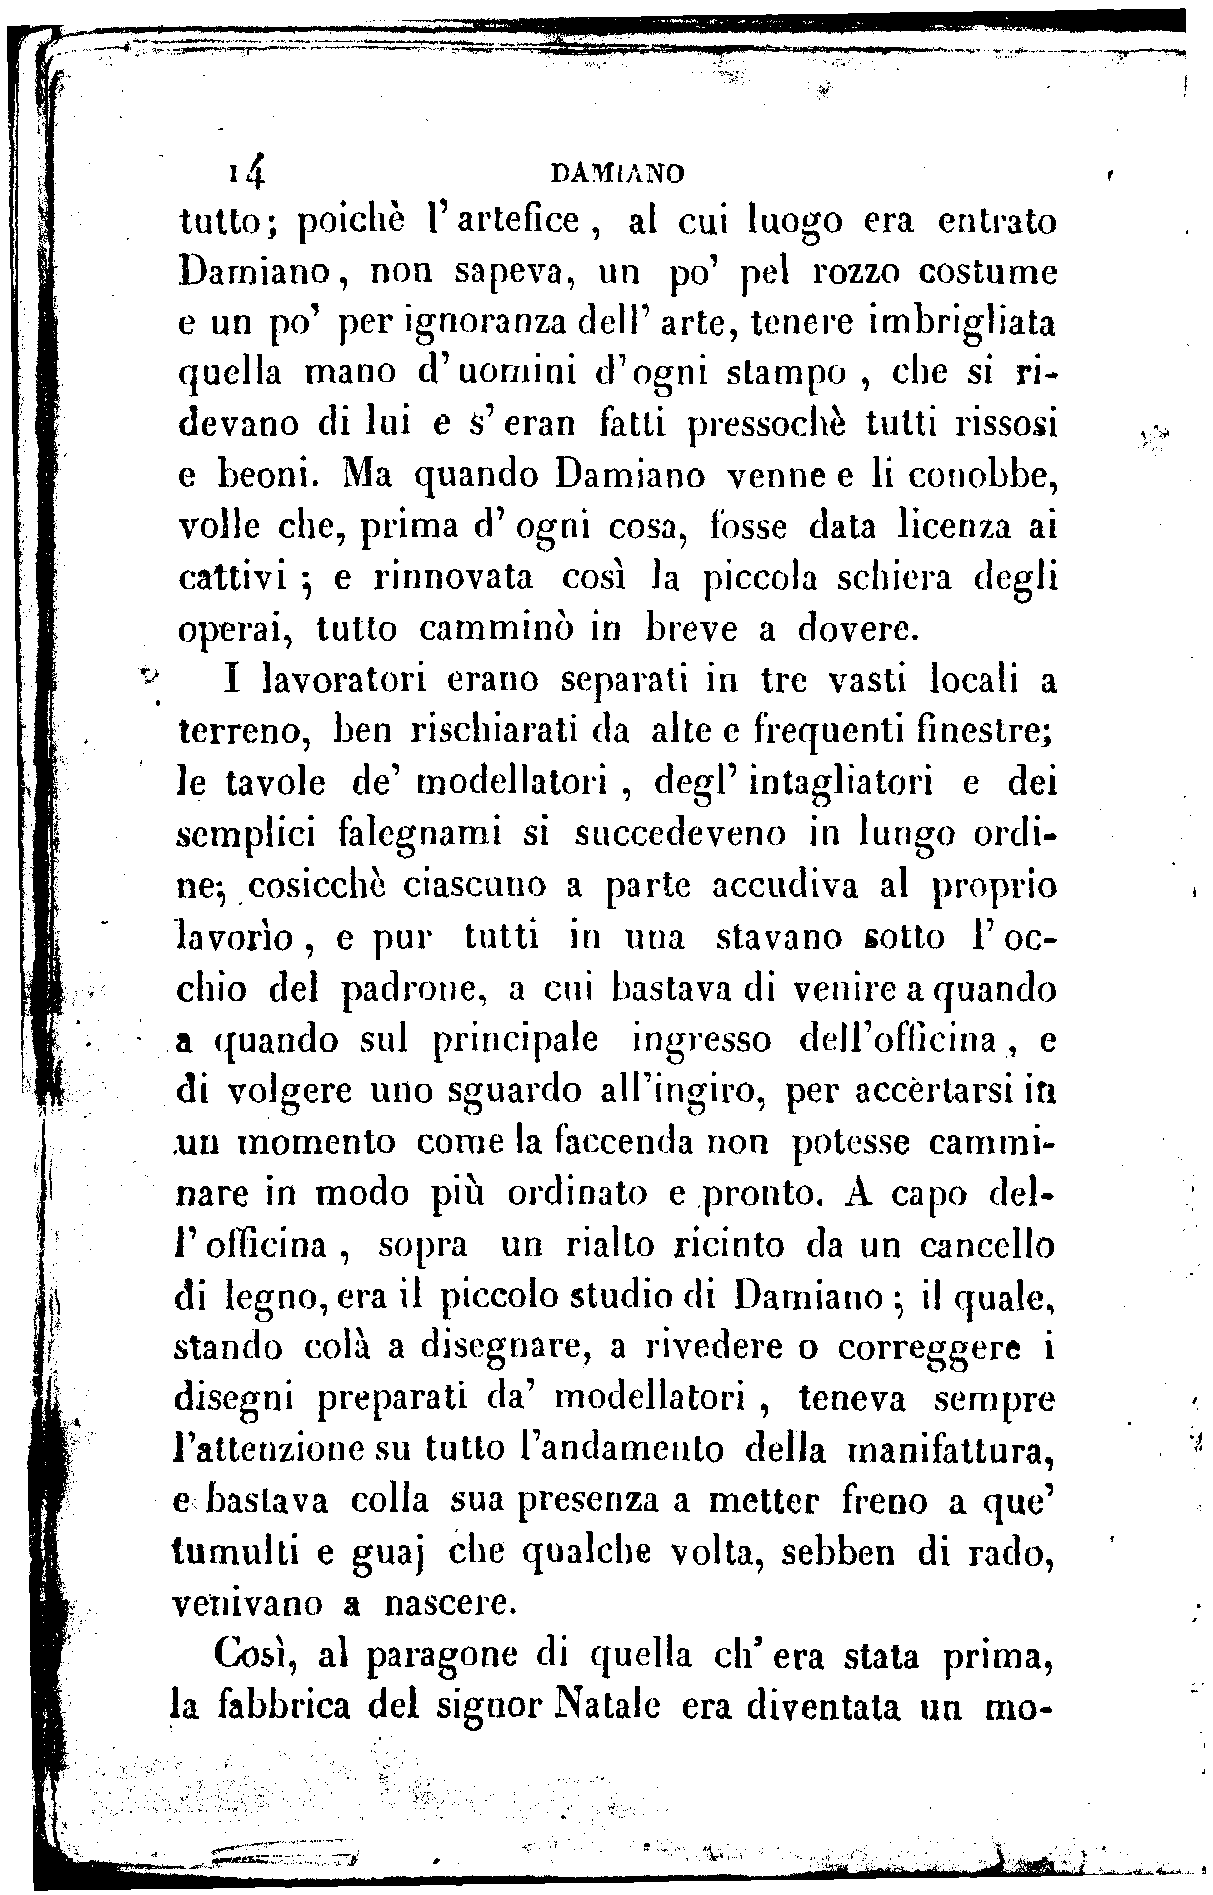 14 DAMIANO
tutto; poichè l'artefice, al cui luogo era entrato
Damiano, non sapeva, un po' pel rozzo costume
e un po' per ignoranza dell' arte, tenere imbrigliata
quella mano d'uomini d'ogni stampo, che si ri-
devano di lui e s'eran fatti pressochè tutti rissosi
e beoni. Ma quando Damiano venne e li conobbe,
volle che, prima d'ogni cosa, fosse data licenza ai
cattivi; e rinnovata così la piccola schiera degli
operai, tutto camminò in breve a dovere.
I lavoratori erano separati in tre vasti locali a
terreno, ben rischiarati da alte e frequenti finestre;
le tavole de' modellatori, degl' intagliatori e dei
semplici falegnami si succedeveno in lungo ordi-
ne; cosicchè ciascuno a parte accudiva al proprio
lavorìo, e pur tutti in una stavano sotto l'oc-
chio del padrone, a cui bastava di venire a quando
a quando sul principale ingresso dell'officina, e
di volgere uno sguardo all'ingiro, per accertarsi in
un momento come la faccenda non potesse cammi-
nare in modo più ordinato e pronto. A capo del-
l'officina, sopra un rialto ricinto da un cancello
di legno, era il piccolo studio di Damiano; il quale,
stando colà a disegnare, a rivedere o correggere i
disegni preparati da' modellatori, teneva sempre
l'attenzione su tutto l'andamento della manifattura,
e bastava colla sua presenza a metter freno a que'
tumulti e guaj che qualche volta, sebben di rado,
venivano a nascere.
Così, al paragone di quella ch'era stata prima,
la fabbrica del signor Natale era diventata un mo-